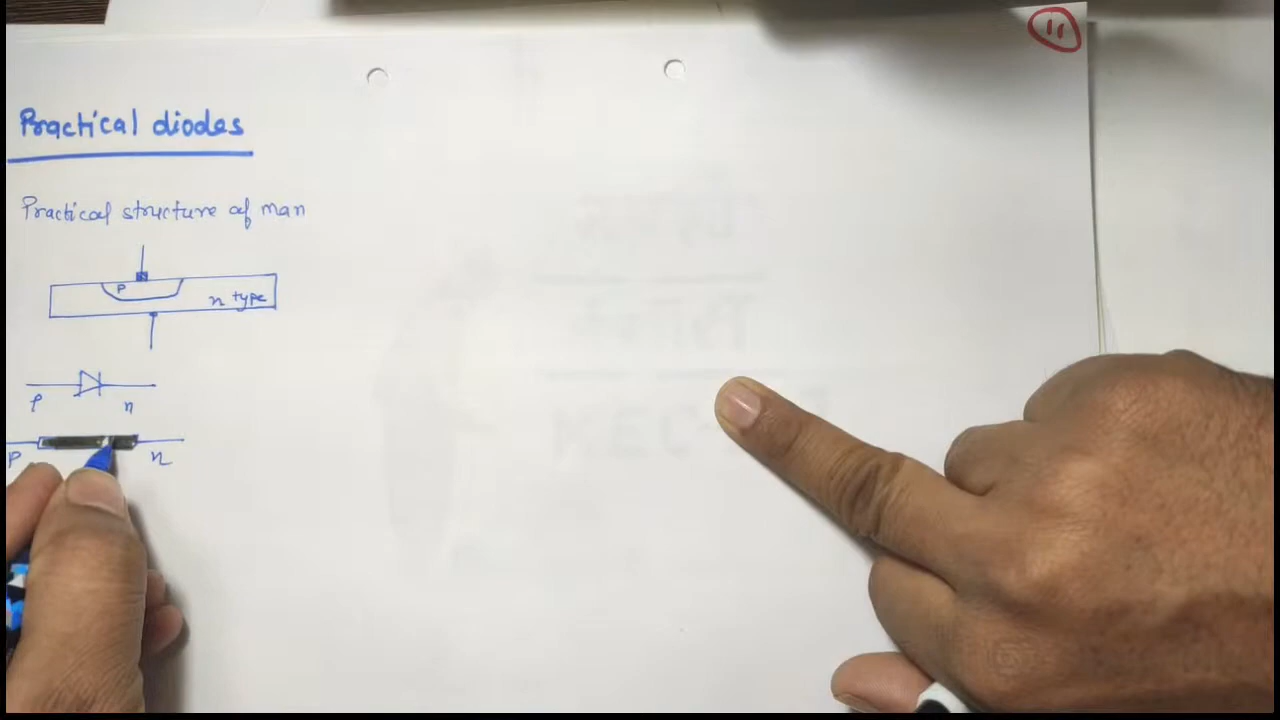 11
Practical diodes
Practical structure of man
P
n type
P n
P n